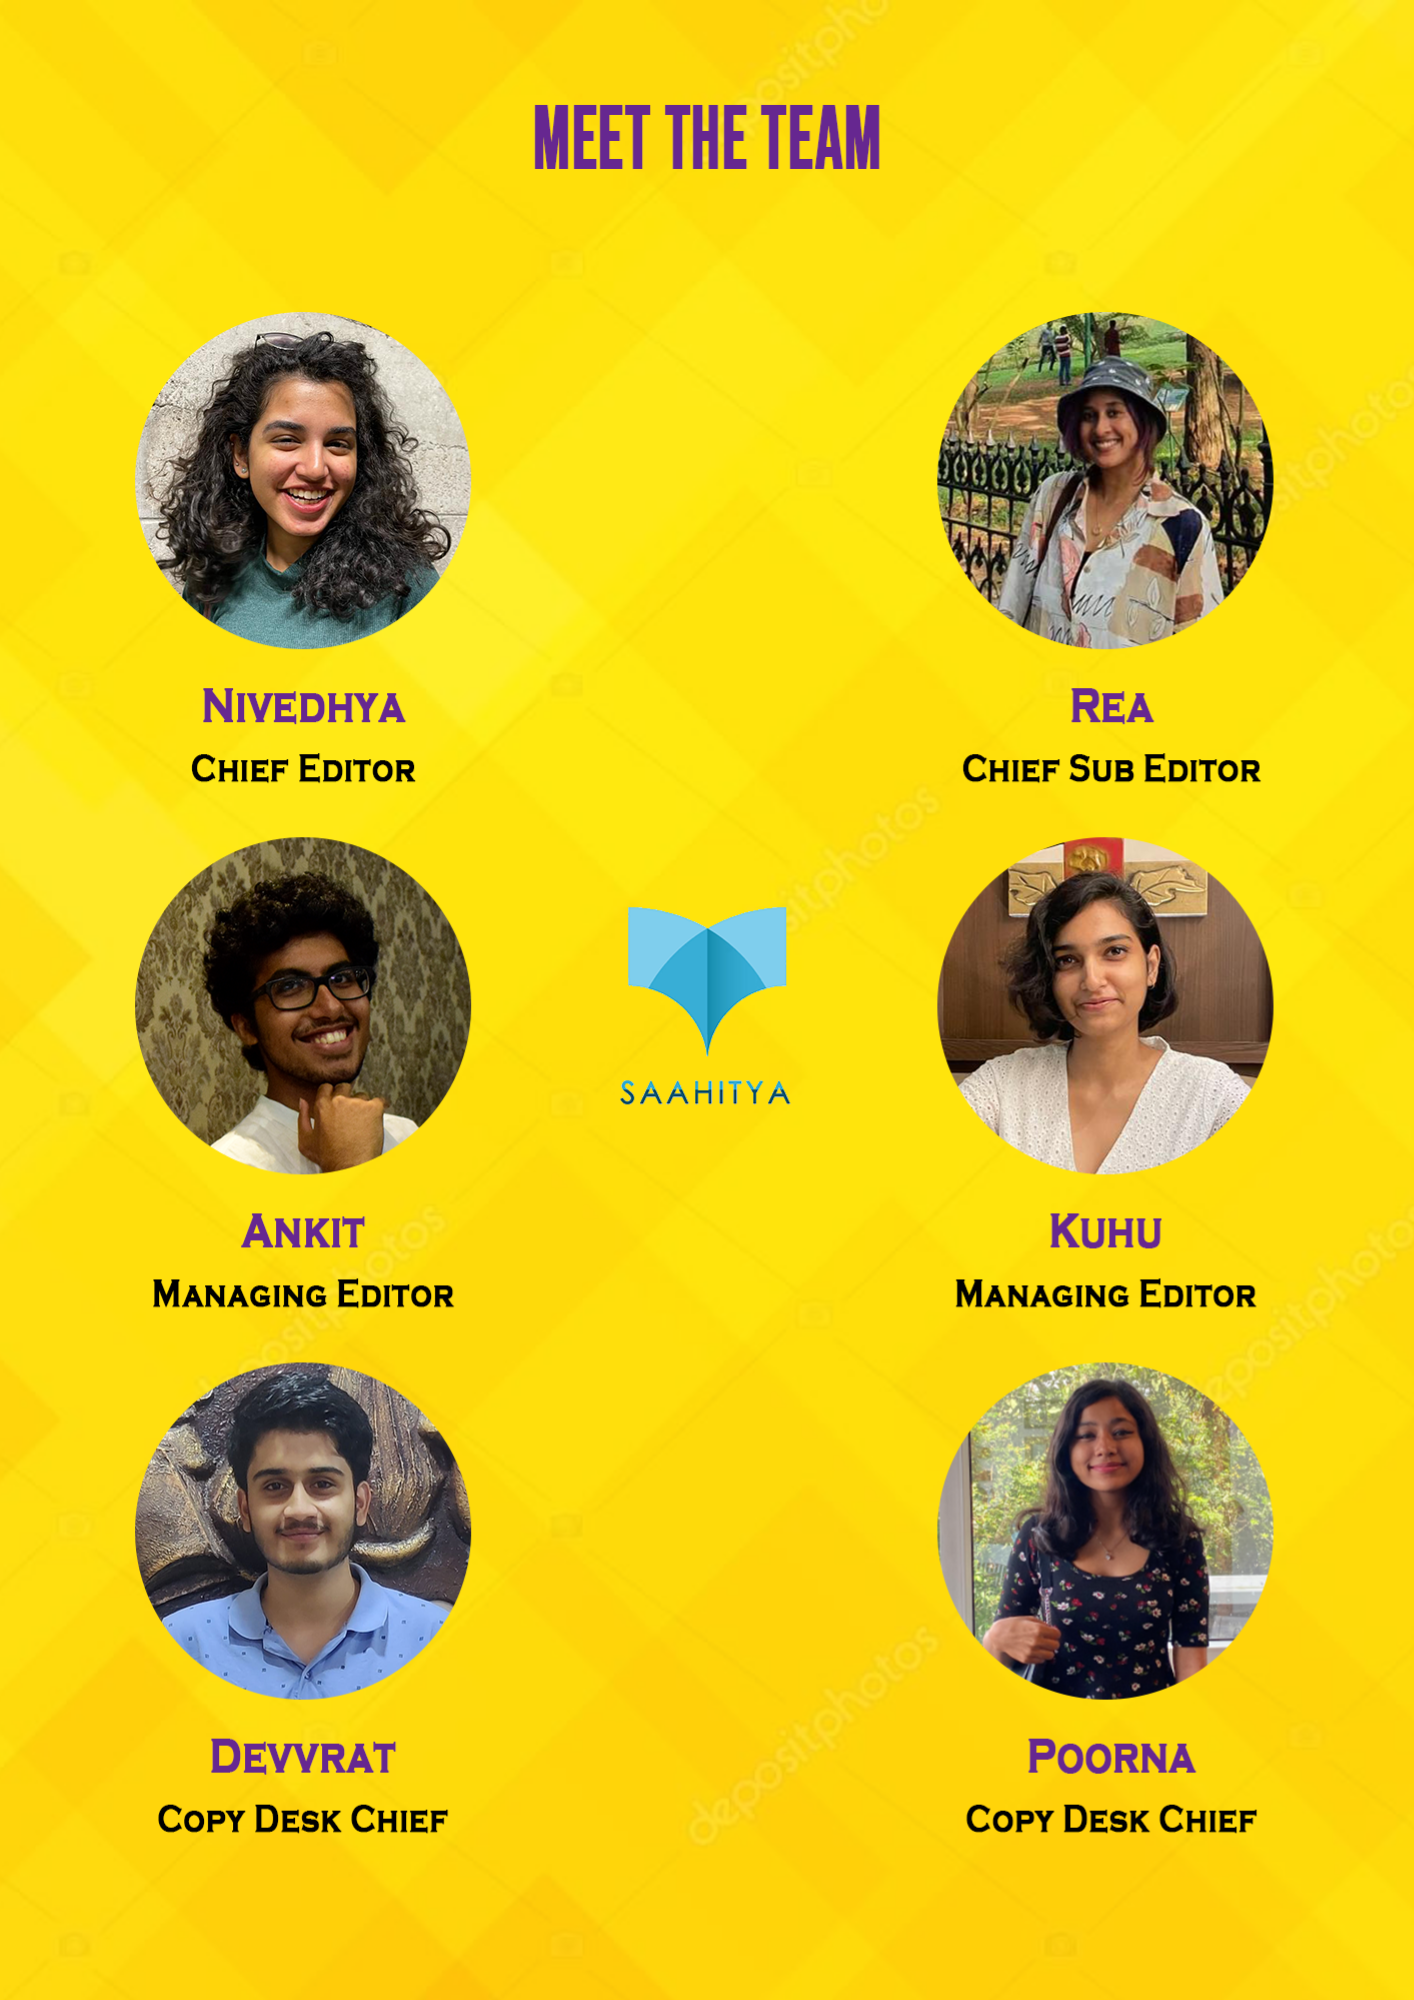 MEET THE TEAM
NIVEDHYA
CHIEF EDITOR
REA
CHIEF SUB EDITOR
ANKIT
MANAGING EDITOR
SAAHITYA
KUHU
MANAGING EDITOR
DEVVRAT
COPY DESK CHIEF
POORNA
COPY DESK CHIEF
depositphotos